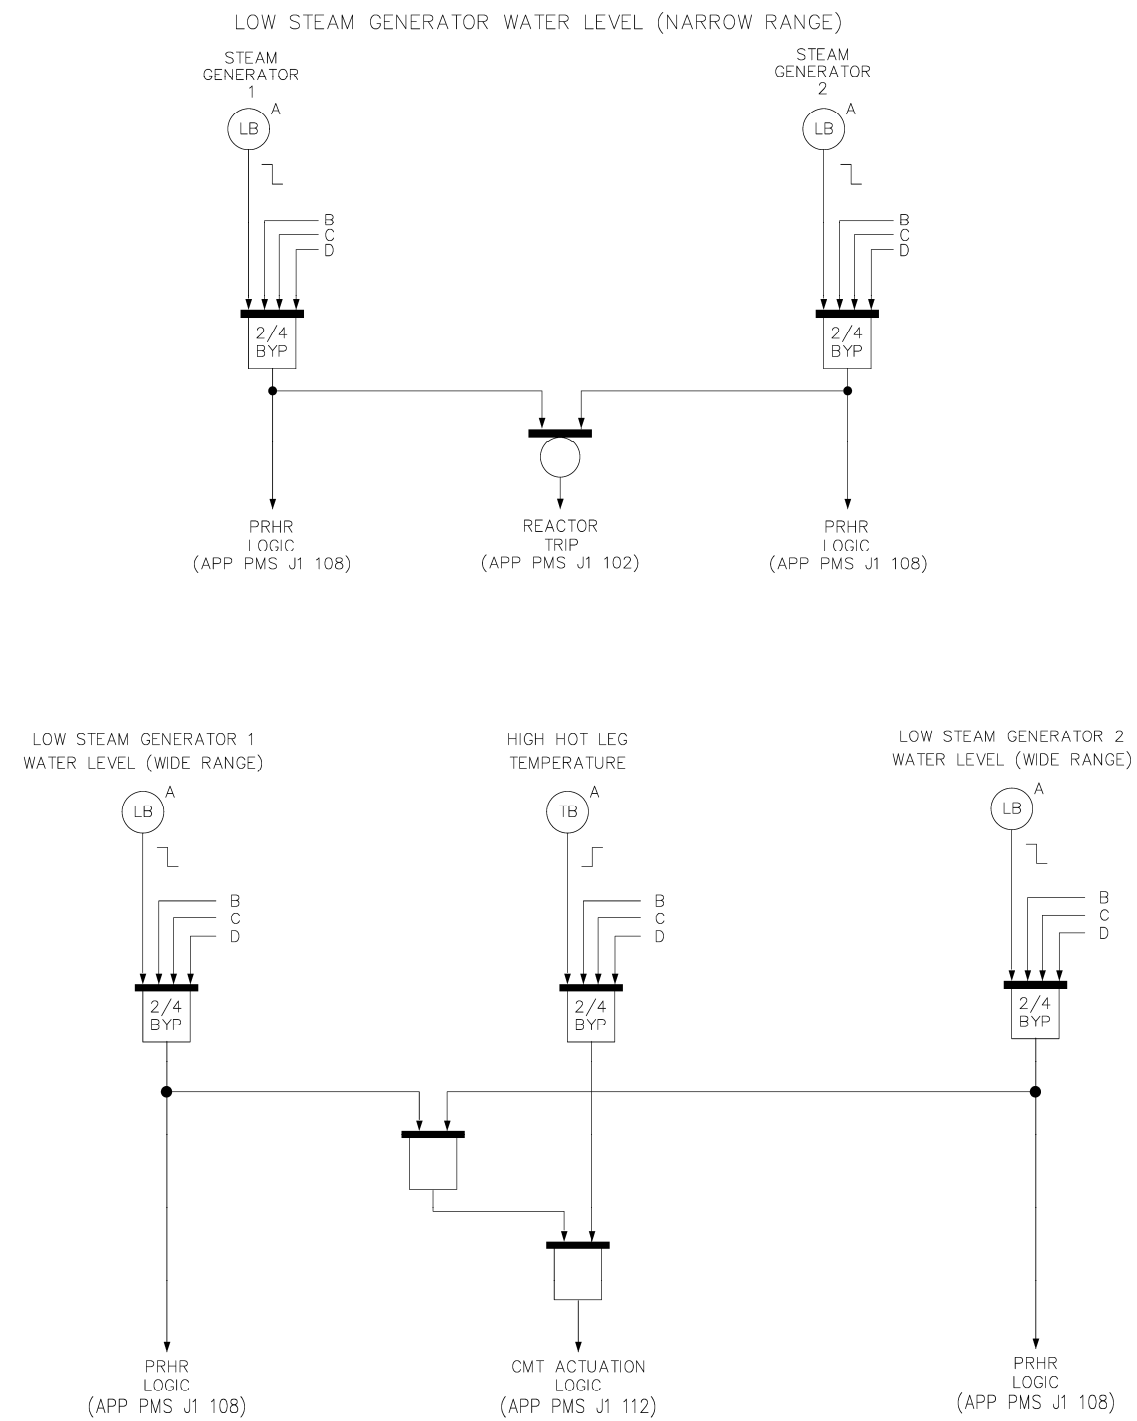 LOW STEAM GENERATOR WATER LEVEL (NARROW RANGE)
STEAM
GENERATOR
1
A
LB
B
C
D
2/4
BYP
STEAM
GENERATOR
2
A
LB
B
C
D
2/4
BYP
PRHR
LOGIC
(APP PMS J1 108)
REACTOR
TRIP
(APP PMS J1 102)
PRHR
LOGIC
(APP PMS J1 108)
LOW STEAM GENERATOR 1
WATER LEVEL (WIDE RANGE)
A
LB
B
C
D
2/4
BYP
HIGH HOT LEG
TEMPERATURE
A
TB
B
C
D
2/4
BYP
LOW STEAM GENERATOR 2
WATER LEVEL (WIDE RANGE)
A
LB
B
C
D
2/4
BYP
PRHR
LOGIC
(APP PMS J1 108)
CMT ACTUATION
LOGIC
(APP PMS J1 112)
PRHR
LOGIC
(APP PMS J1 108)